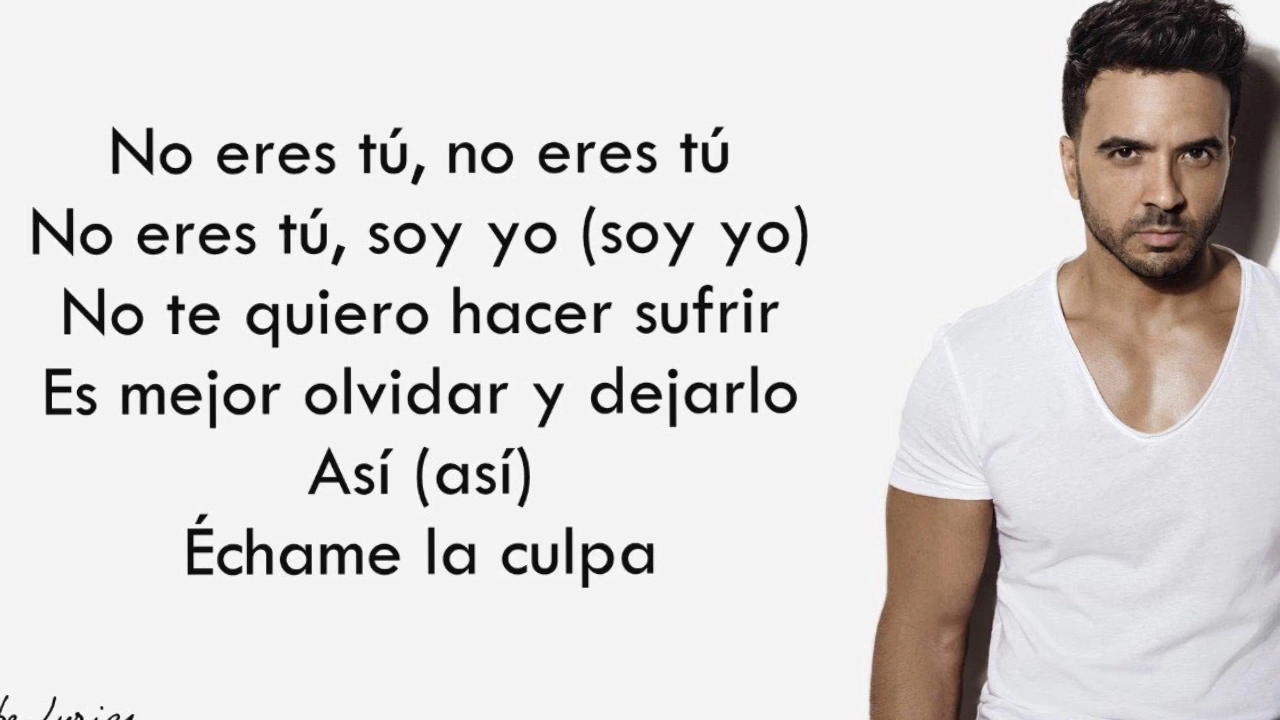 No eres tú, no eres tú
No eres tú, soy yo (soy yo)
No te quiero hacer sufrir
Es mejor olvidar y dejarlo
Así (así)
Échame la culpa
Lyrics